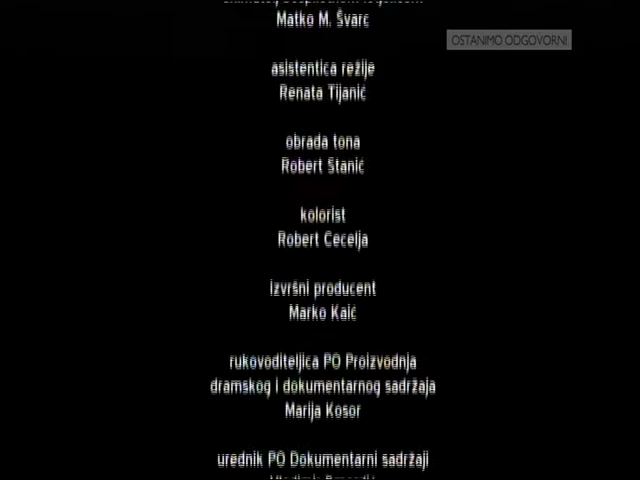 Matko M. Švarc
OSTANIMO ODGOVORNI
asistentica režije
Renata Tijanić
obrada tona
Robert Stanić
kolorist
Robert Cecelja
izvršni producent
Marko Kaić
rukovoditeljica PO Proizvodnja
dramskog i dokumentarnog sadržaja
Marija Kosor
urednik PO Dokumentarni sadržaji